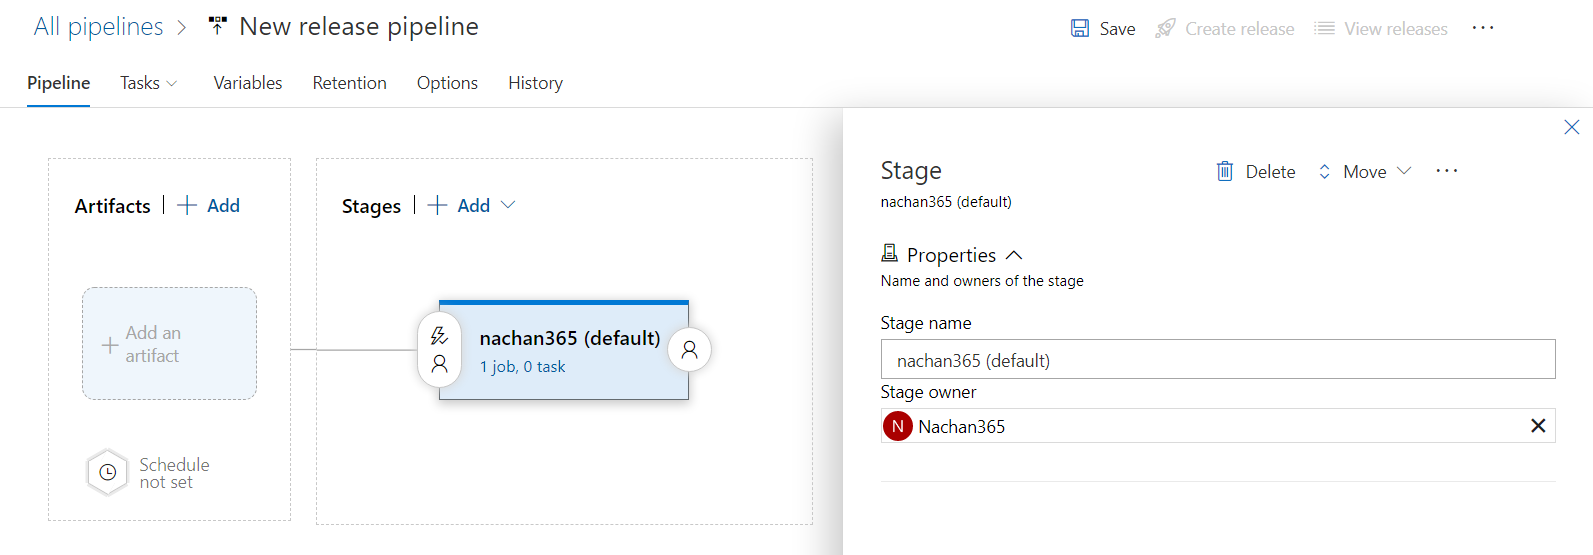 All pipelines > New release pipeline
Save Create release View releases ...
Pipeline Tasks Variables Retention Options History
Artifacts | + Add
Stages | + Add
+ Add an
artifact
Schedule
not set
nachan365 (default)
1 job, 0 task
Stage
Delete Move ...
nachan365 (default)
Properties
Name and owners of the stage
Stage name
nachan365 (default)
Stage owner
N Nachan365